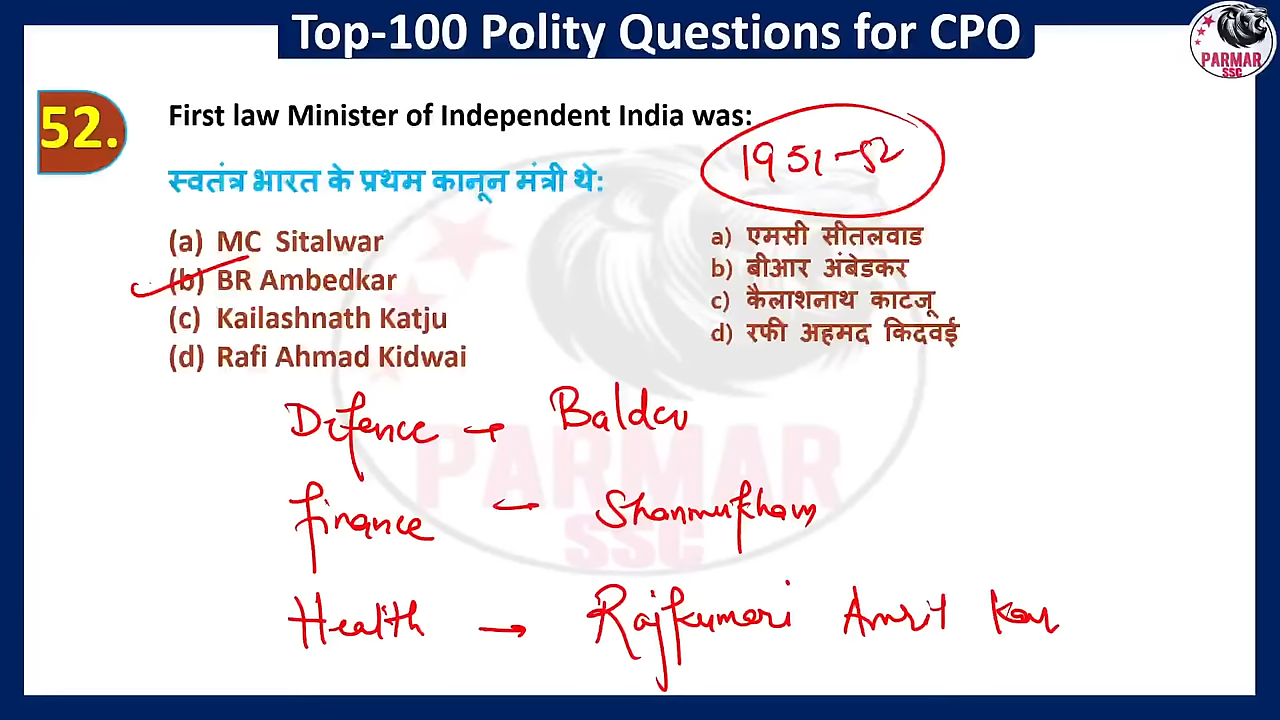 Top-100 Polity Questions for CPO
PARMAR
SSC
52.
First law Minister of Independent India was:
1951-52
स्वतंत्र भारत के प्रथम कानून मंत्री थे:
(a) MC Sitalwar
(b) BR Ambedkar
(c) Kailashnath Katju
(d) Rafi Ahmad Kidwai
a) एमसी सीतलवाड
b) बीआर अंबेडकर
c) कैलाशनाथ काटजू
d) रफी अहमद किदवई
Defence → Baldev
finance - Shanmukham
Health → Rajkumari Amrit Kaur
PARMAR
SSC